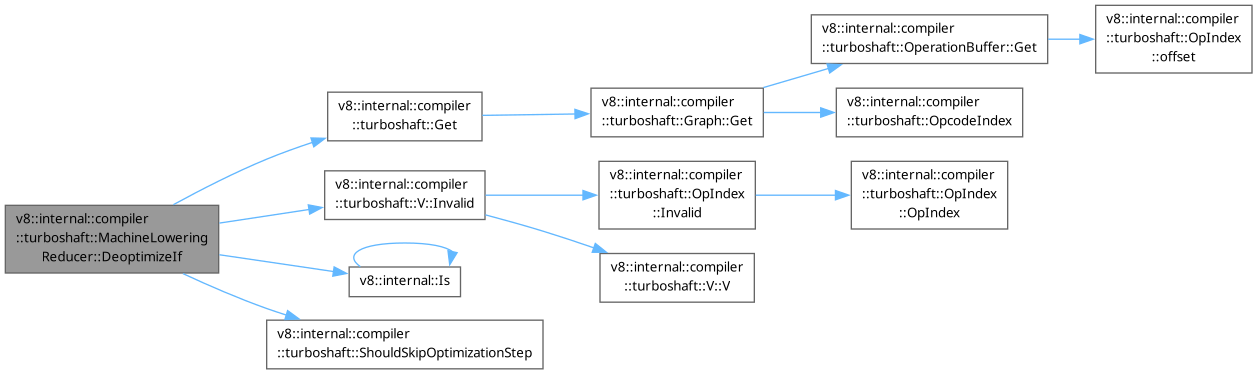 v8::internal::compiler
::turboshaft::MachineLowering
Reducer::DeoptimizeIf
v8::internal::compiler
::turboshaft::Get
v8::internal::compiler
::turboshaft::Graph::Get
v8::internal::compiler
::turboshaft::OperationBuffer::Get
v8::internal::compiler
::turboshaft::OpIndex
::offset
v8::internal::compiler
::turboshaft::OpcodeIndex
v8::internal::compiler
::turboshaft::V::Invalid
v8::internal::compiler
::turboshaft::OpIndex
::Invalid
v8::internal::compiler
::turboshaft::OpIndex
::OpIndex
v8::internal::compiler
::turboshaft::V::V
v8::internal::Is
v8::internal::compiler
::turboshaft::ShouldSkipOptimizationStep